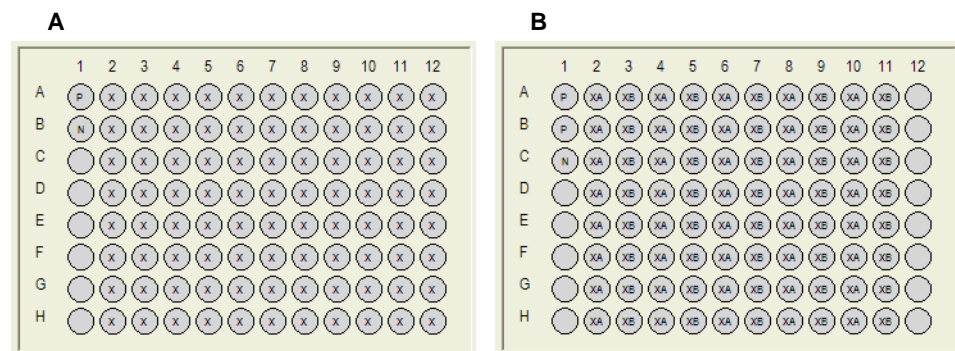 A
1 2 3 4 5 6 7 8 9 10 11 12
A P X X X X X X X X X X X
B N X X X X X X X X X X X
C X X X X X X X X X X X
D X X X X X X X X X X X
E X X X X X X X X X X X
F X X X X X X X X X X X
G X X X X X X X X X X X
H X X X X X X X X X X X
B
1 2 3 4 5 6 7 8 9 10 11 12
A P XA XB XA XB XA XB XA XB XA XB
B P XA XB XA XB XA XB XA XB XA XB
C N XA XB XA XB XA XB XA XB XA XB
D XA XB XA XB XA XB XA XB XA XB
E XA XB XA XB XA XB XA XB XA XB
F XA XB XA XB XA XB XA XB XA XB
G XA XB XA XB XA XB XA XB XA XB
H XA XB XA XB XA XB XA XB XA XB